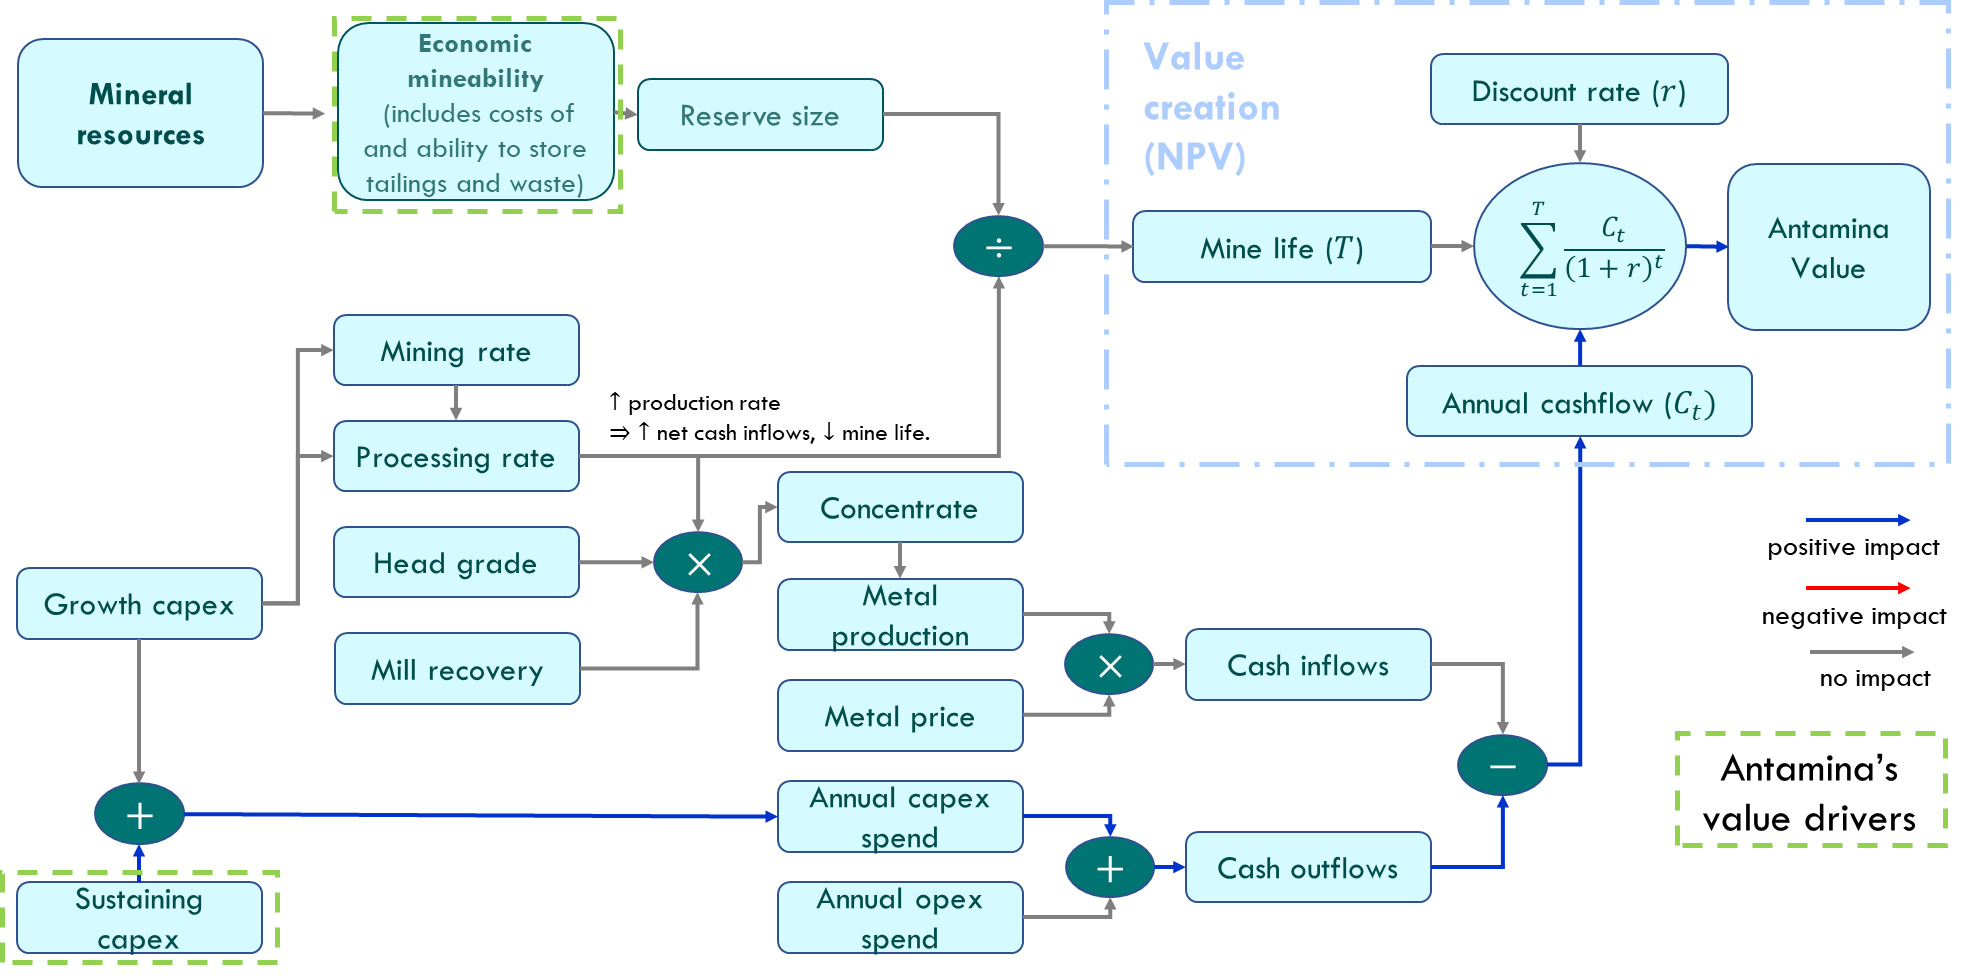 Mineral
resources
Economic
mineability
(includes costs of
and ability to store
tailings and waste)
Reserve size
Value
creation
(NPV)
Discount rate (r)
÷
Mine life (T)
T
∑
t=1
C_t
(1 + r)^t
Antamina
Value
Annual cashflow (C_t)
Mining rate
↑ production rate
⇒ ↑ net cash inflows, ↓ mine life.
Processing rate
Concentrate
Head grade
×
Growth capex
Metal
production
Mill recovery
×
Cash inflows
Metal price
positive impact
negative impact
no impact
−
+
Annual capex
spend
+
Cash outflows
Annual opex
spend
Sustaining
capex
Antamina’s
value drivers